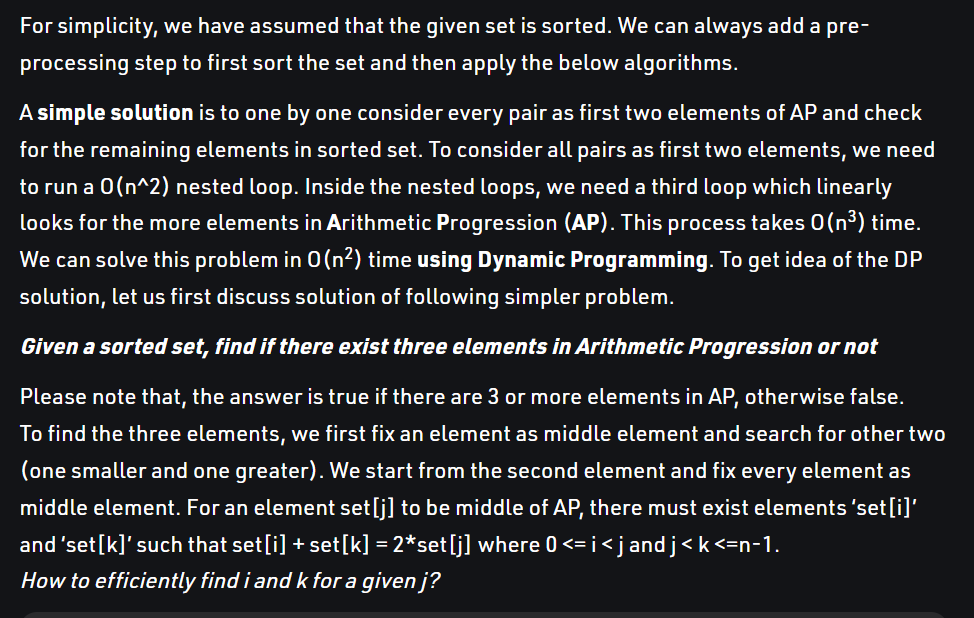 For simplicity, we have assumed that the given set is sorted. We can always add a pre-
processing step to first sort the set and then apply the below algorithms.
A simple solution is to one by one consider every pair as first two elements of AP and check
for the remaining elements in sorted set. To consider all pairs as first two elements, we need
to run a O(n^2) nested loop. Inside the nested loops, we need a third loop which linearly
looks for the more elements in Arithmetic Progression (AP). This process takes O(n³) time.
We can solve this problem in O(n²) time using Dynamic Programming. To get idea of the DP
solution, let us first discuss solution of following simpler problem.
Given a sorted set, find if there exist three elements in Arithmetic Progression or not
Please note that, the answer is true if there are 3 or more elements in AP, otherwise false.
To find the three elements, we first fix an element as middle element and search for other two
(one smaller and one greater). We start from the second element and fix every element as
middle element. For an element set[j] to be middle of AP, there must exist elements ‘set[i]’
and ‘set[k]’ such that set[i] + set[k] = 2*set[j] where 0 <= i < j and j < k <=n-1.
How to efficiently find i and k for a given j?